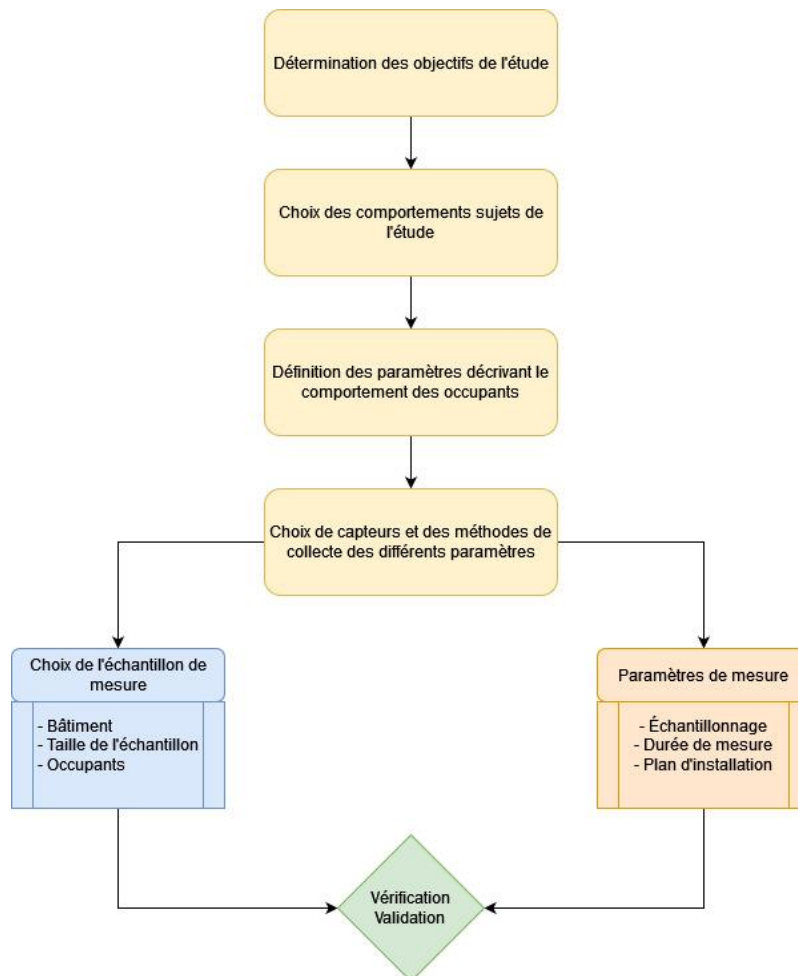 Détermination des objectifs de l'étude
Choix des comportements sujets de
l'étude
Définition des paramètres décrivant le
comportement des occupants
Choix de capteurs et des méthodes de
collecte des différents paramètres
Choix de l'échantillon de
mesure
- Bâtiment
- Taille de l'échantillon
- Occupants
Paramètres de mesure
- Échantillonnage
- Durée de mesure
- Plan d'installation
Vérification
Validation